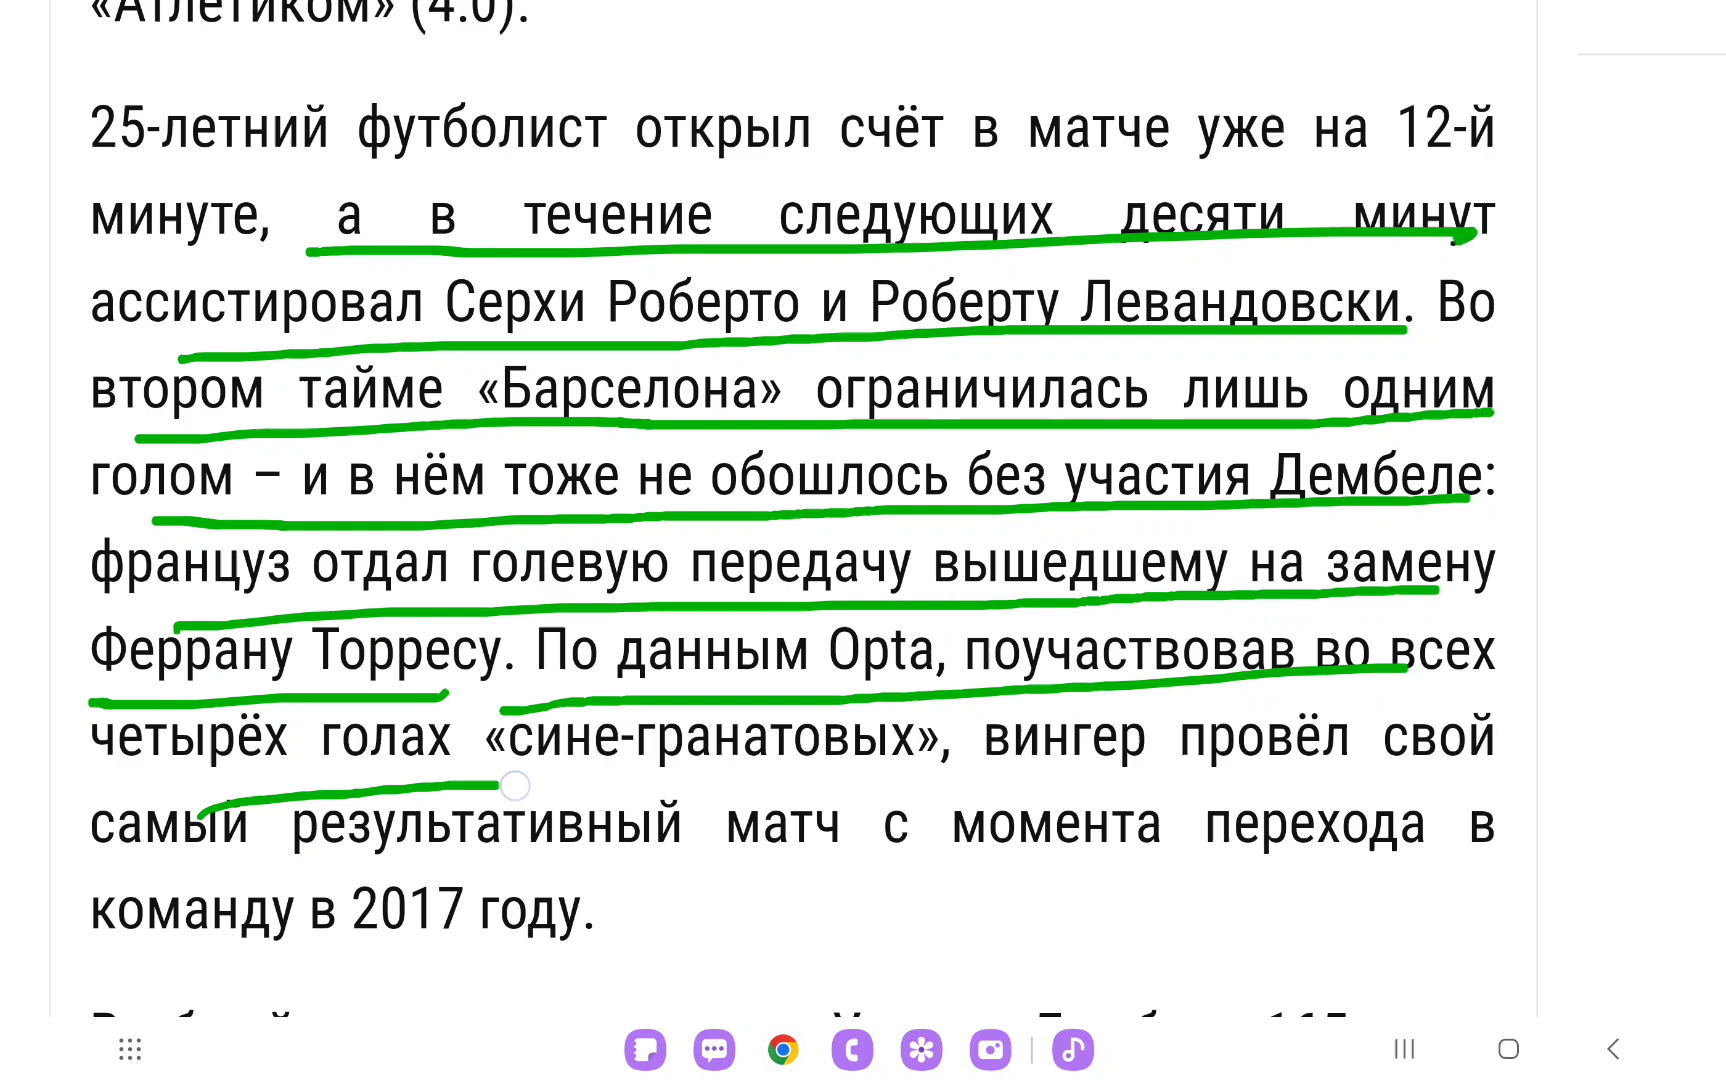 «Атлетиком» (4:0).
25-летний футболист открыл счёт в матче уже на 12-й
минуте, а в течение следующих десяти минут
ассистировал Серхи Роберто и Роберту Левандовски. Во
втором тайме «Барселона» ограничилась лишь одним
голом – и в нём тоже не обошлось без участия Дембеле:
француз отдал голевую передачу вышедшему на замену
Феррану Торресу. По данным Opta, поучаствовав во всех
четырёх голах «сине-гранатовых», вингер провёл свой
самый результативный матч с момента перехода в
команду в 2017 году.